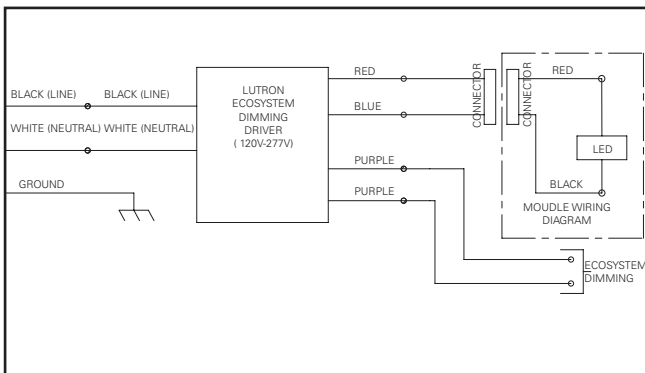 BLACK (LINE) BLACK (LINE)
WHITE (NEUTRAL) WHITE (NEUTRAL)
GROUND
LUTRON
ECOSYSTEM
DIMMING
DRIVER
( 120V-277V)
RED
BLUE
PURPLE
PURPLE
CONNECTOR
CONNECTOR
RED
LED
BLACK
MOUDLE WIRING
DIAGRAM
ECOSYSTEM
DIMMING